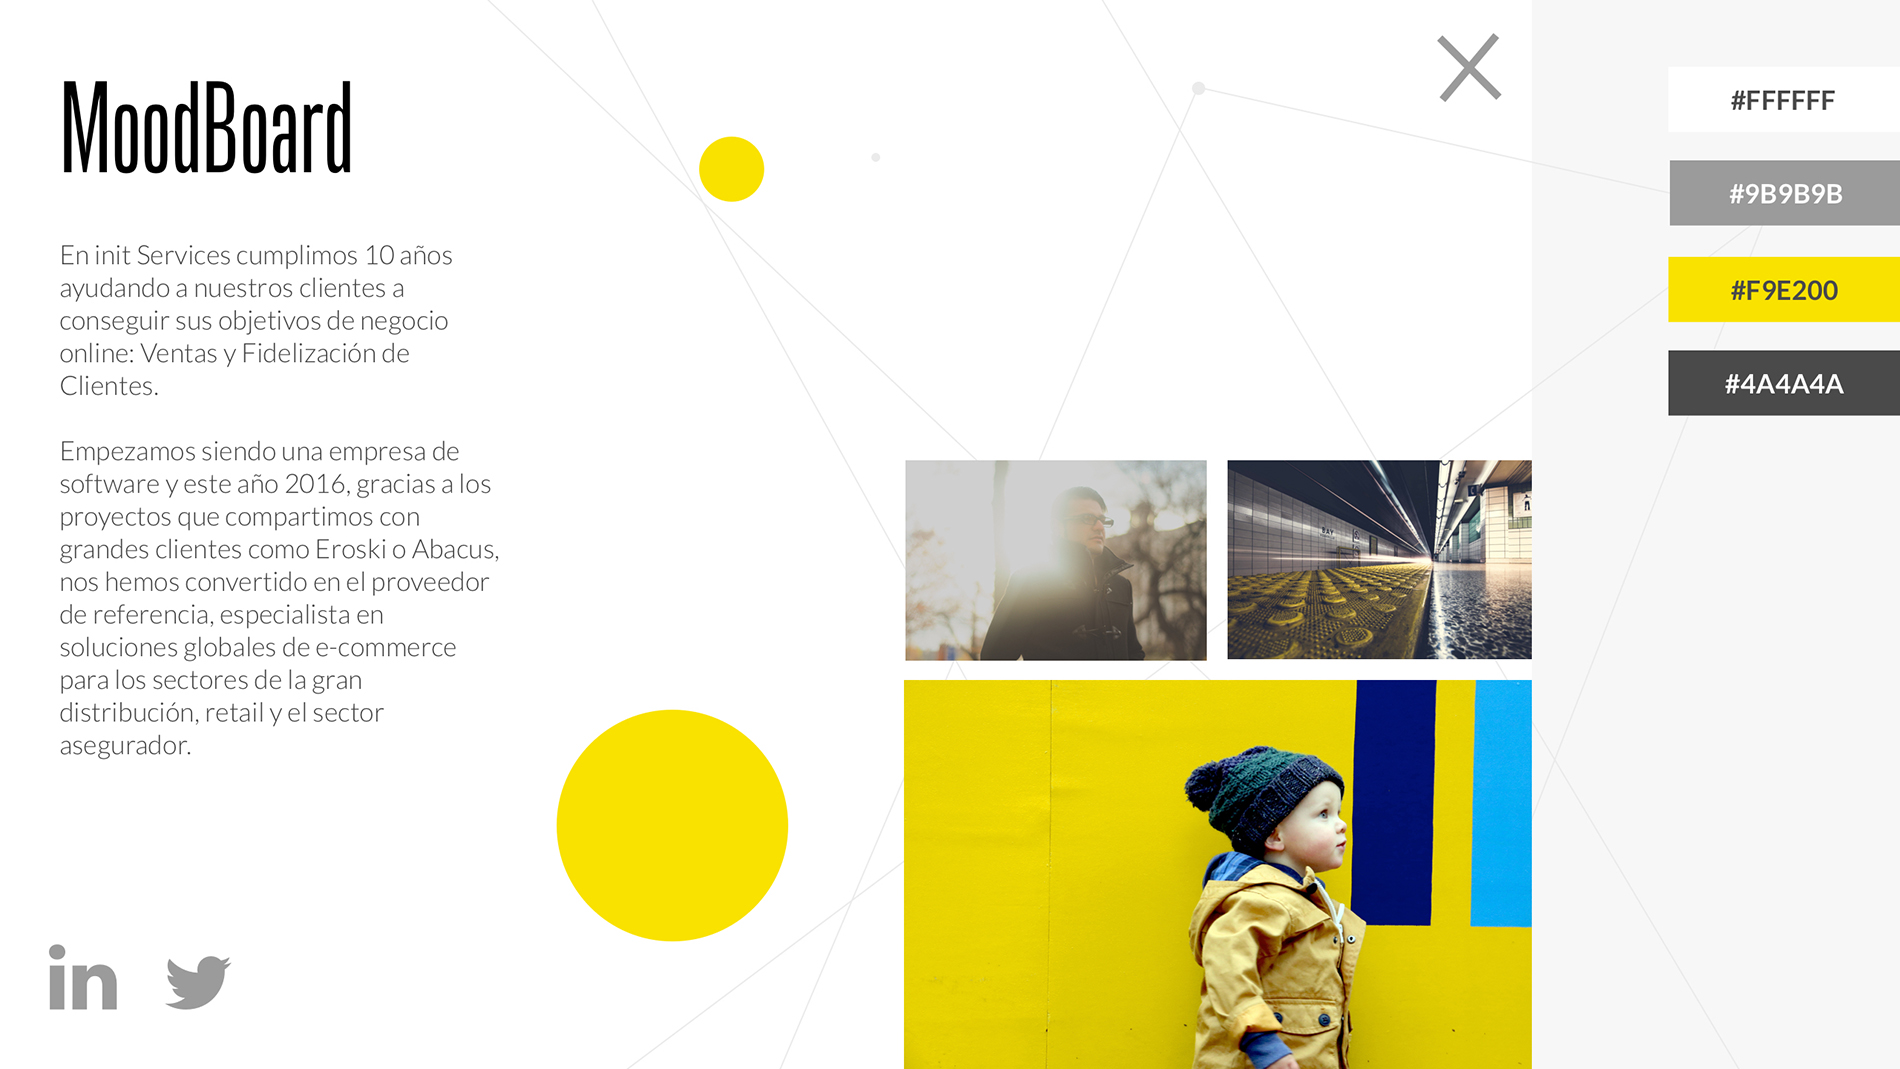 MoodBoard
En init Services cumplimos 10 años
ayudando a nuestros clientes a
conseguir sus objetivos de negocio
online: Ventas y Fidelización de
Clientes.
Empezamos siendo una empresa de
software y este año 2016, gracias a los
proyectos que compartimos con
grandes clientes como Eroski o Abacus,
nos hemos convertido en el proveedor
de referencia, especialista en
soluciones globales de e-commerce
para los sectores de la gran
distribución, retail y el sector
asegurador.
in
#FFFFFF
#9B9B9B
#F9E200
#4A4A4A
BAY